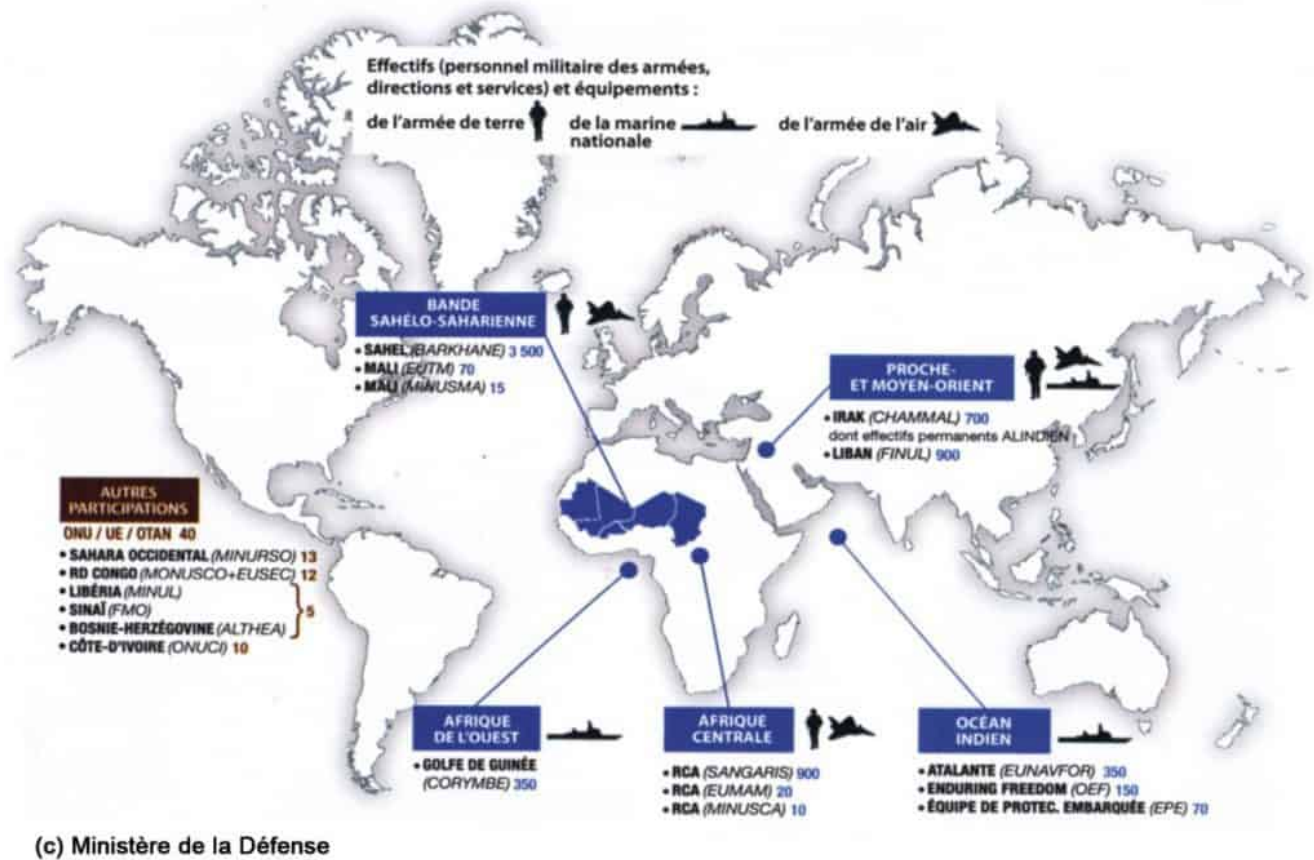 Effectifs (personnel militaire des armées,
directions et services) et équipements :
de l'armée de terre
de la marine
nationale
de l'armée de l'air
BANDE
SAHÉLO-SAHARIENNE
• SAHEL (BARKHANE) 3 500
• MALI (EUTM) 70
• MALI (MINUSMA) 15
PROCHE-
ET MOYEN-ORIENT
• IRAK (CHAMMAL) 700
dont effectifs permanents ALINDIEN
• LIBAN (FINUL) 900
AUTRES
PARTICIPATIONS
ONU / UE / OTAN 40
• SAHARA OCCIDENTAL (MINURSO) 13
• RD CONGO (MONUSCO+EUSEC) 12
• LIBÉRIA (MINUL)
• SINAÏ (FMO)
5
• BOSNIE-HERZÉGOVINE (ALTHEA)
• CÔTE-D'IVOIRE (ONUCI) 10
AFRIQUE
DE L'OUEST
• GOLFE DE GUINÉE
(CORYMBE) 350
AFRIQUE
CENTRALE
• RCA (SANGARIS) 900
• RCA (EUMAM) 20
• RCA (MINUSCA) 10
OCÉAN
INDIEN
• ATALANTE (EUNAVFOR) 350
• ENDURING FREEDOM (OEF) 150
• ÉQUIPE DE PROTEC. EMBARQUÉE (EPE) 70
(c) Ministère de la Défense